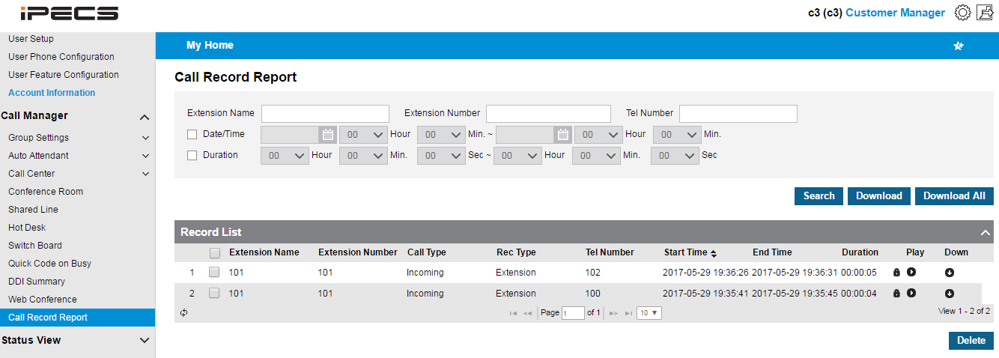 iPECS
c3 (c3) Customer Manager
User Setup
User Phone Configuration
User Feature Configuration
Account Information
Call Manager
Group Settings
Auto Attendant
Call Center
Conference Room
Shared Line
Hot Desk
Switch Board
Quick Code on Busy
DDI Summary
Web Conference
Call Record Report
Status View
My Home
Call Record Report
Extension Name Extension Number Tel Number
Date/Time 00 Hour 00 Min. ~ 00 Hour 00 Min.
Duration 00 Hour 00 Min. 00 Sec ~ 00 Hour 00 Min. 00 Sec
Search Download Download All
Record List
Extension Name Extension Number Call Type Rec Type Tel Number Start Time End Time Duration Play Down
1 101 101 Incoming Extension 102 2017-05-29 19:36:26 2017-05-29 19:36:31 00:00:05
2 101 101 Incoming Extension 100 2017-05-29 19:35:41 2017-05-29 19:35:45 00:00:04
Page 1 of 1 10 View 1 - 2 of 2
Delete